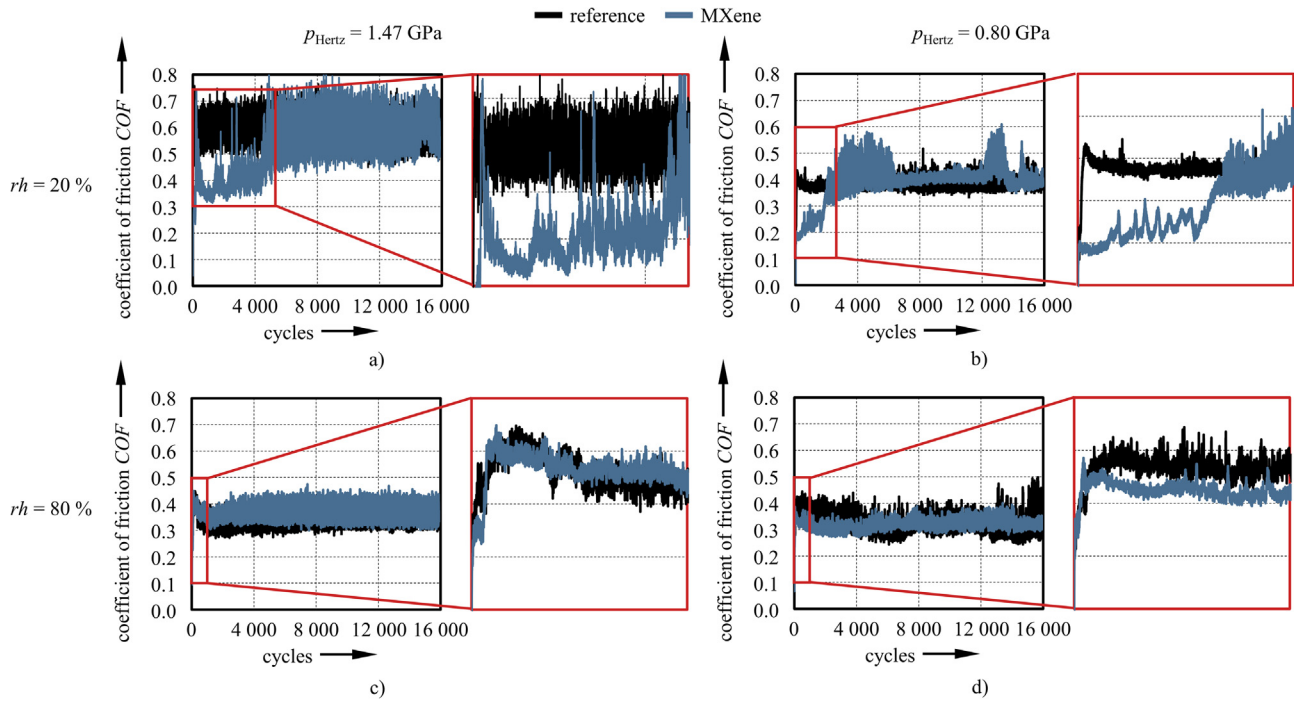 reference MXene
pHertz = 1.47 GPa
pHertz = 0.80 GPa
rh = 20 %
coefficient of friction COF
0.8
0.7
0.6
0.5
0.4
0.3
0.2
0.1
0.0
0 4 000 8 000 12 000 16 000
cycles
a)
coefficient of friction COF
0.8
0.7
0.6
0.5
0.4
0.3
0.2
0.1
0.0
0 4 000 8 000 12 000 16 000
cycles
b)
rh = 80 %
coefficient of friction COF
0.8
0.7
0.6
0.5
0.4
0.3
0.2
0.1
0.0
0 4 000 8 000 12 000 16 000
cycles
c)
coefficient of friction COF
0.8
0.7
0.6
0.5
0.4
0.3
0.2
0.1
0.0
0 4 000 8 000 12 000 16 000
cycles
d)